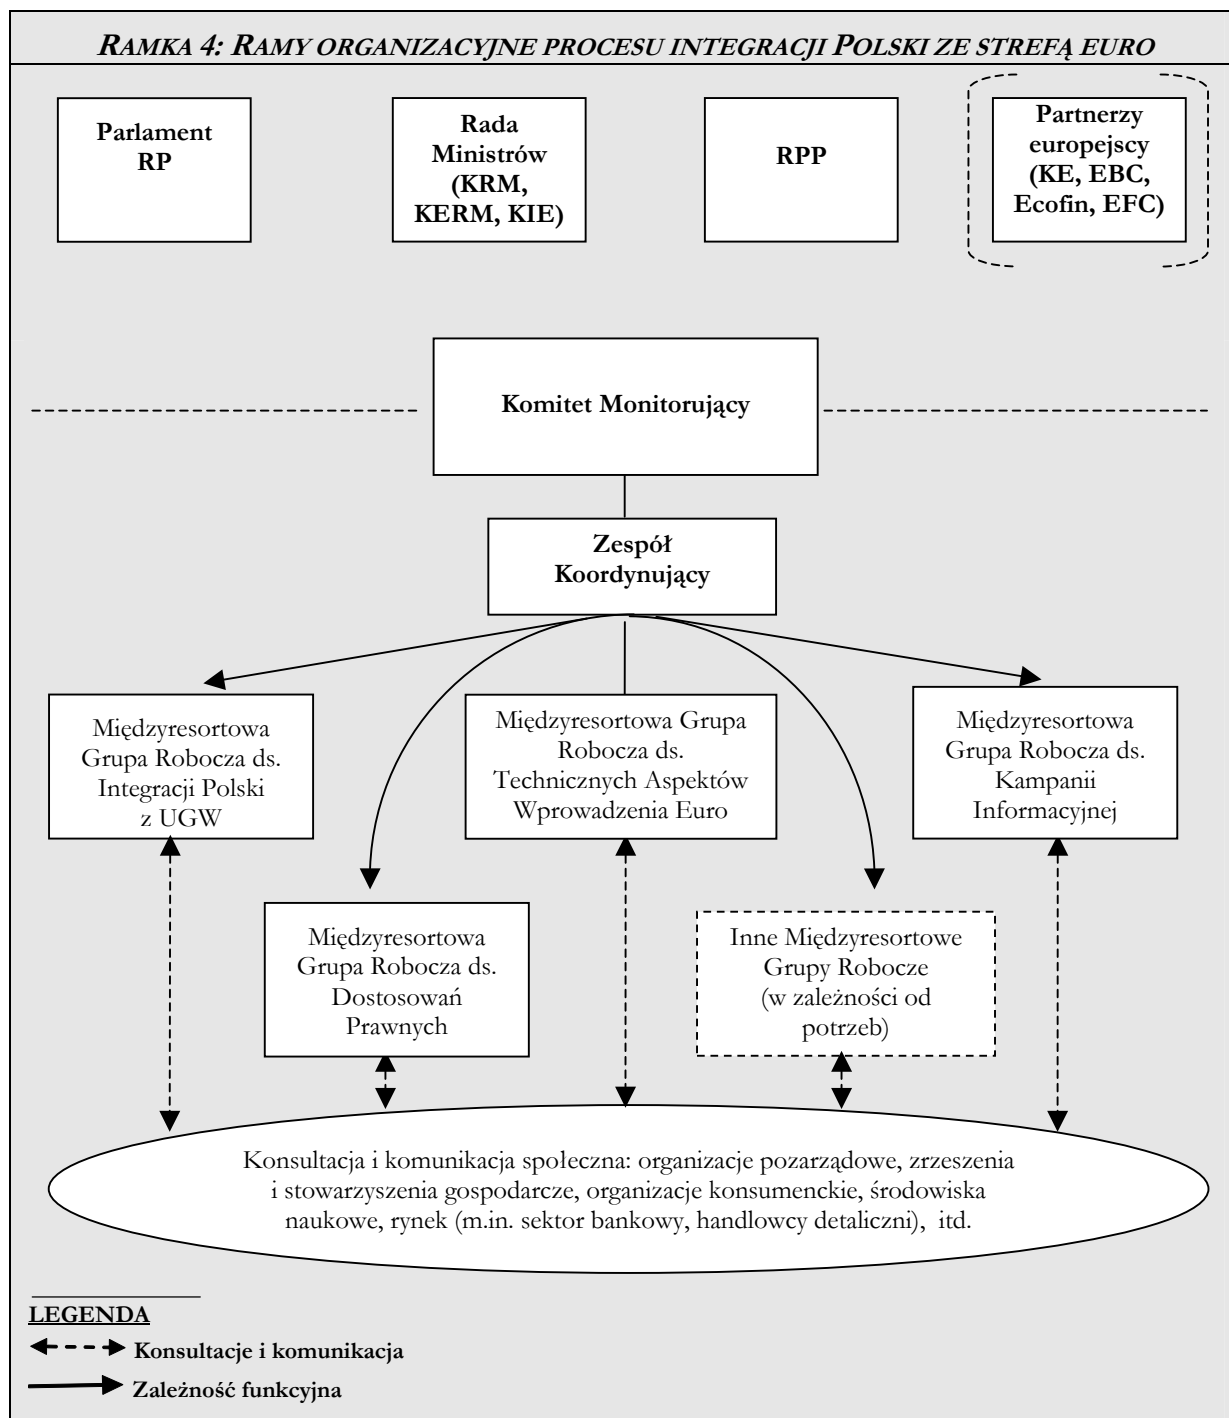 RAMKA 4: RAMY ORGANIZACYJNE PROCESU INTEGRACJI POLSKI ZE STREFĄ EURO
Parlament
RP
Rada
Ministrów
(KRM,
KERM, KIE)
RPP
Partnerzy
europejscy
(KE, EBC,
Ecofin, EFC)
Komitet Monitorujący
Zespół
Koordynujący
Międzyresortowa
Grupa Robocza ds.
Integracji Polski
z UGW
Międzyresortowa Grupa
Robocza ds.
Technicznych Aspektów
Wprowadzenia Euro
Międzyresortowa
Grupa Robocza ds.
Kampanii
Informacyjnej
Międzyresortowa
Grupa Robocza ds.
Dostosowań
Prawnych
Inne Międzyresortowe
Grupy Robocze
(w zależności od
potrzeb)
Konsultacja i komunikacja społeczna: organizacje pozarządowe, zrzeszenia
i stowarzyszenia gospodarcze, organizacje konsumenckie, środowiska
naukowe, rynek (m.in. sektor bankowy, handlowcy detaliczni), itd.
LEGENDA
Konsultacje i komunikacja
Zależność funkcyjna